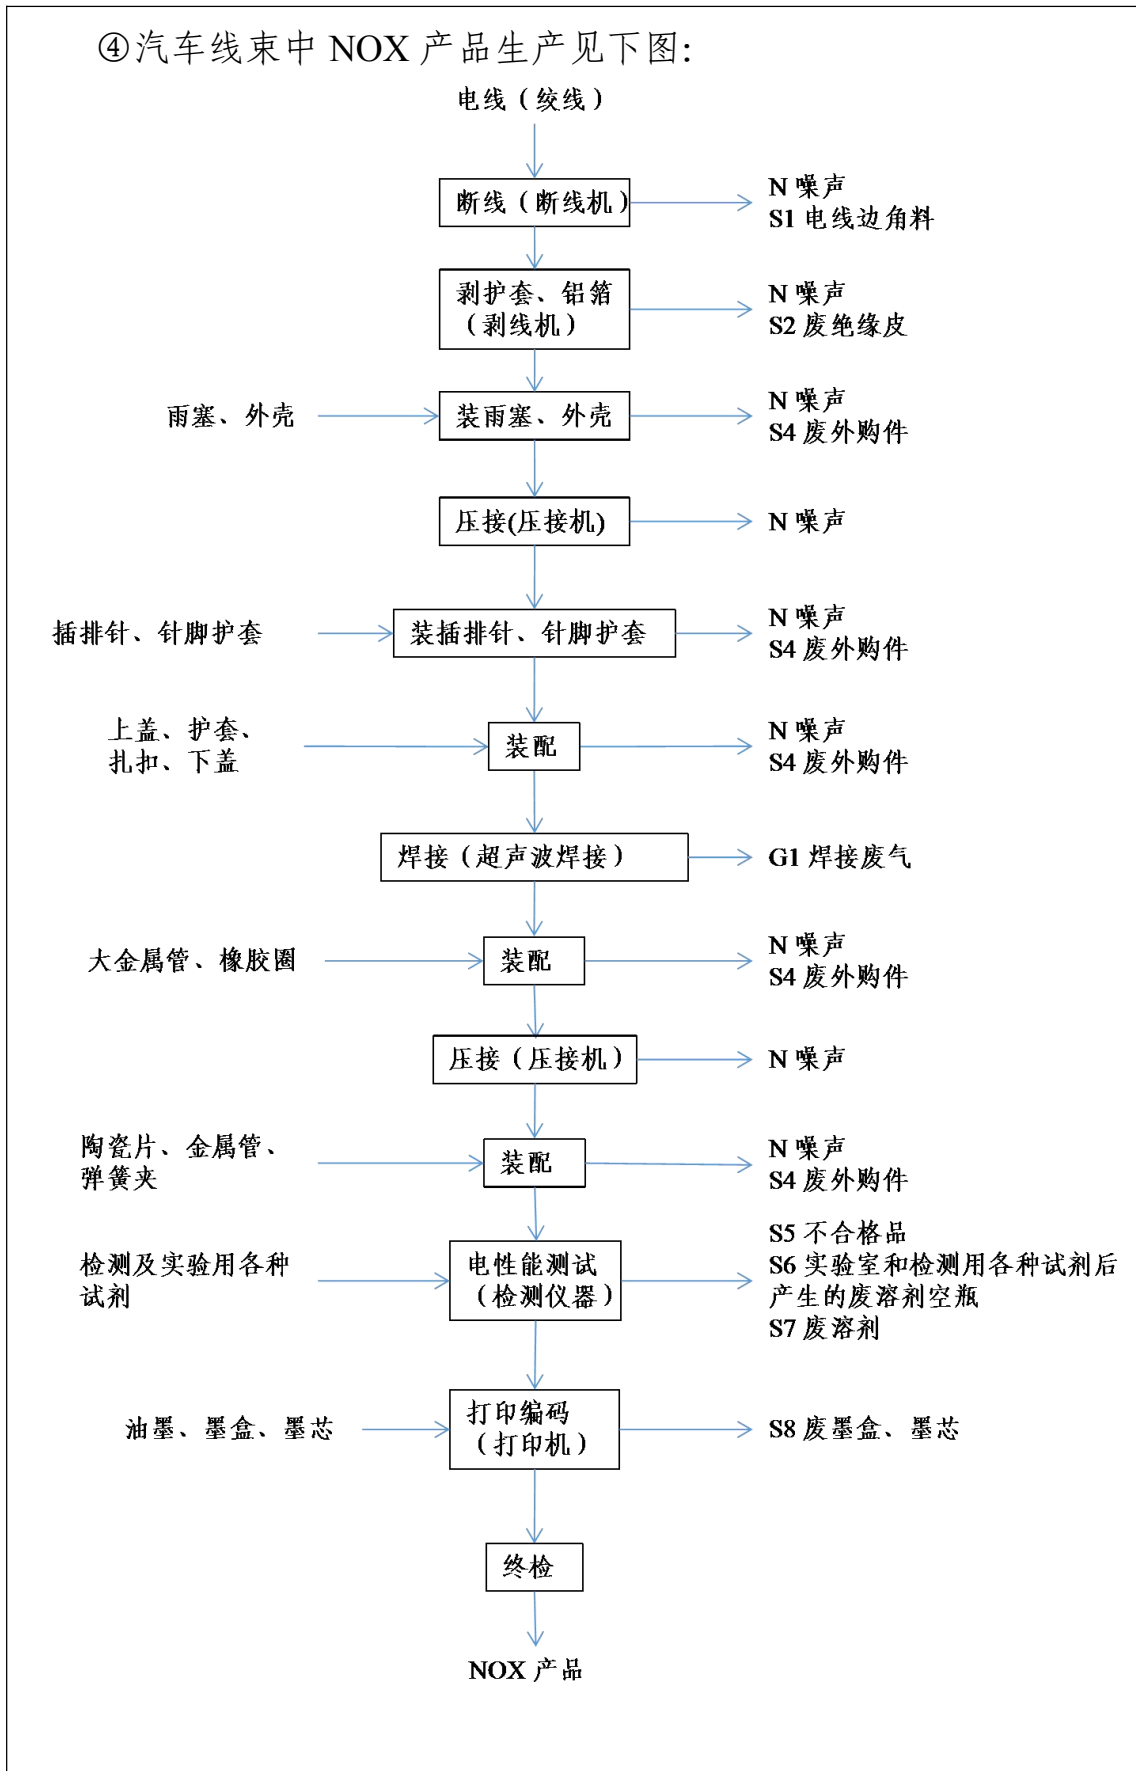 ④汽车线束中 NOX 产品生产见下图:
电线（绞线）
断线（断线机）
N 噪声
S1 电线边角料
剥护套、铝箔
（剥线机）
N 噪声
S2 废绝缘皮
雨塞、外壳
装雨塞、外壳
N 噪声
S4 废外购件
压接(压接机)
N 噪声
插排针、针脚护套
装插排针、针脚护套
N 噪声
S4 废外购件
上盖、护套、
扎扣、下盖
装配
N 噪声
S4 废外购件
焊接（超声波焊接）
G1 焊接废气
大金属管、橡胶圈
装配
N 噪声
S4 废外购件
压接（压接机）
N 噪声
陶瓷片、金属管、
弹簧夹
装配
N 噪声
S4 废外购件
检测及实验用各种
试剂
电性能测试
（检测仪器）
S5 不合格品
S6 实验室和检测用各种试剂后
产生的废溶剂空瓶
S7 废溶剂
油墨、墨盒、墨芯
打印编码
（打印机）
S8 废墨盒、墨芯
终检
NOX 产品